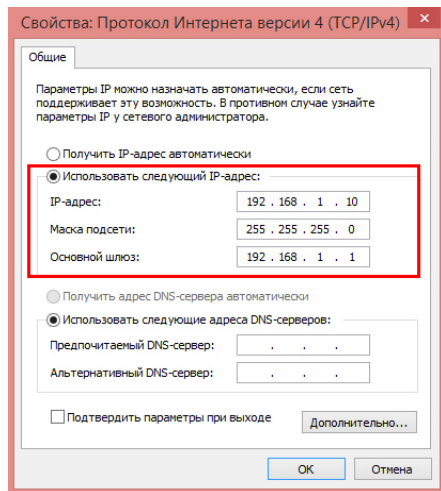 Свойства: Протокол Интернета версии 4 (TCP/IPv4)
Общие
Параметры IP можно назначать автоматически, если сеть
поддерживает эту возможность. В противном случае узнайте
параметры IP у сетевого администратора.
Получить IP-адрес автоматически
Использовать следующий IP-адрес:
IP-адрес: 192 . 168 . 1 . 10
Маска подсети: 255 . 255 . 255 . 0
Основной шлюз: 192 . 168 . 1 . 1
Получить адрес DNS-сервера автоматически
Использовать следующие адреса DNS-серверов:
Предпочитаемый DNS-сервер: . . .
Альтернативный DNS-сервер: . . .
Подтвердить параметры при выходе
Дополнительно...
OK Отмена